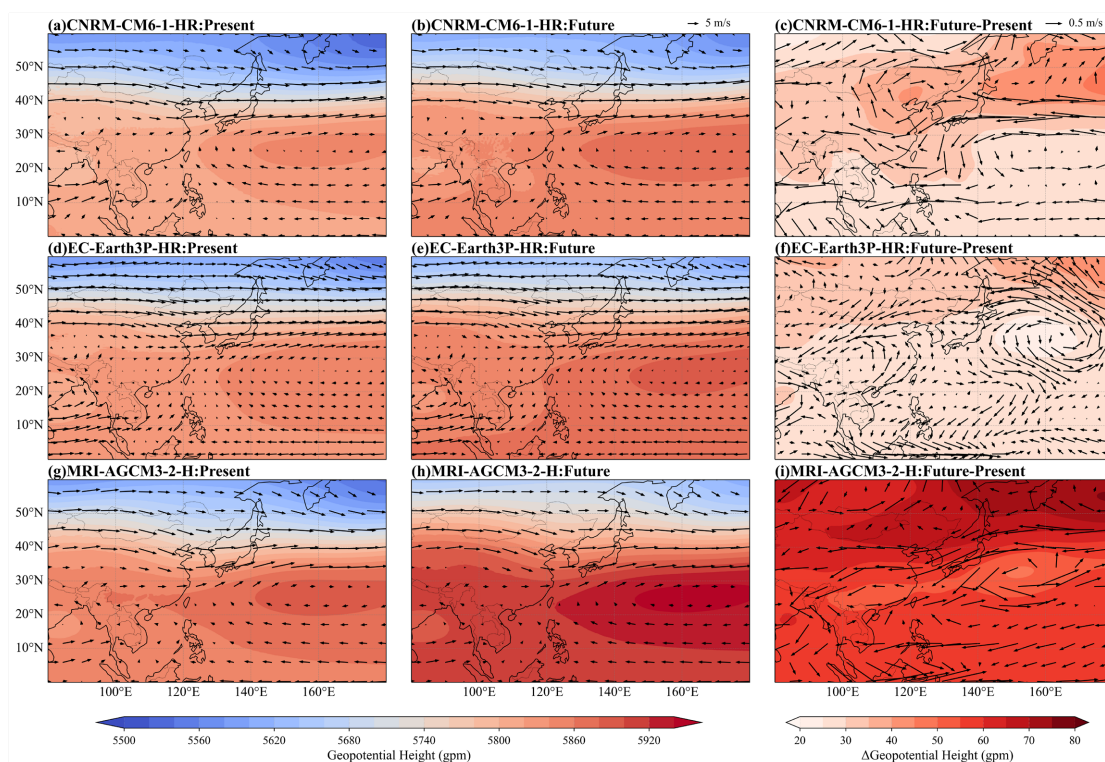 (a)CNRM-CM6-1-HR:Present
(b)CNRM-CM6-1-HR:Future
5 m/s
(c)CNRM-CM6-1-HR:Future-Present
0.5 m/s
50°N
40°N
30°N
20°N
10°N
(d)EC-Earth3P-HR:Present
(e)EC-Earth3P-HR:Future
(f)EC-Earth3P-HR:Future-Present
50°N
40°N
30°N
20°N
10°N
(g)MRI-AGCM3-2-H:Present
(h)MRI-AGCM3-2-H:Future
(i)MRI-AGCM3-2-H:Future-Present
50°N
40°N
30°N
20°N
10°N
100°E 120°E 140°E 160°E
100°E 120°E 140°E 160°E
100°E 120°E 140°E 160°E
5500 5560 5620 5680 5740 5800 5860 5920
Geopotential Height (gpm)
20 30 40 50 60 70 80
ΔGeopotential Height (gpm)